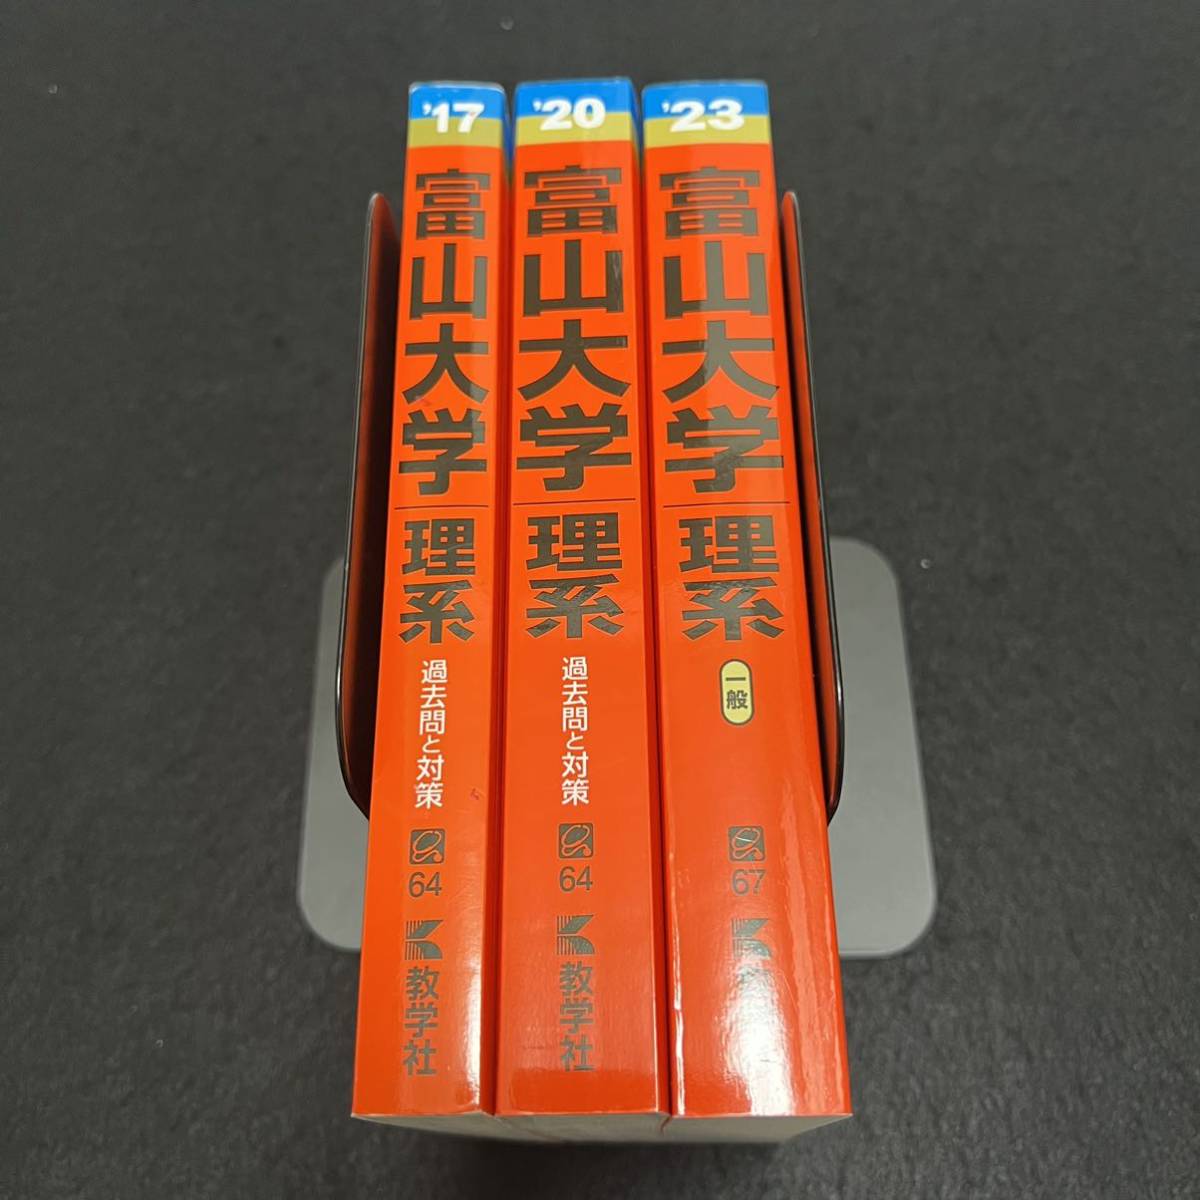 '17
富山大学
理系
過去問と対策
64
教学社
'20
富山大学
理系
過去問と対策
64
教学社
'23
富山大学
理系
一般
67